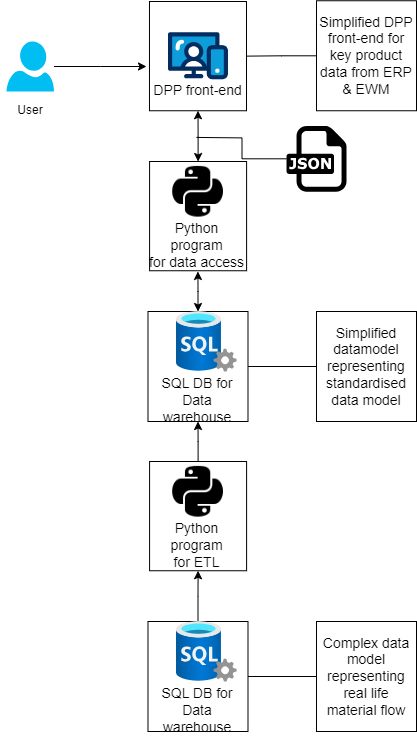 Simplified DPP
front-end for
key product
data from ERP
& EWM
DPP front-end
User
JSON
Python
program
for data access
SQL
SQL DB for
Data
warehouse
Simplified
datamodel
representing
standardised
data model
Python
program
for ETL
SQL
SQL DB for
Data
warehouse
Complex data
model
representing
real life
material flow